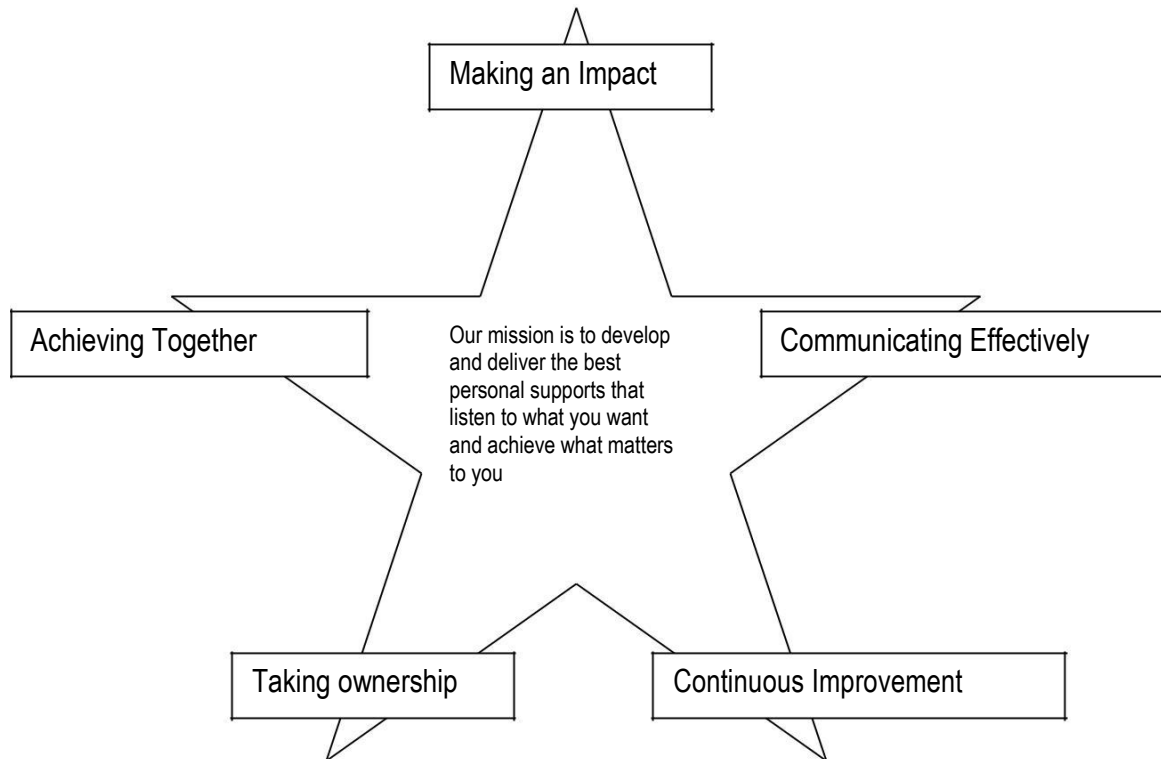 Making an Impact
Achieving Together
Communicating Effectively
Our mission is to develop
and deliver the best
personal supports that
listen to what you want
and achieve what matters
to you
Taking ownership
Continuous Improvement